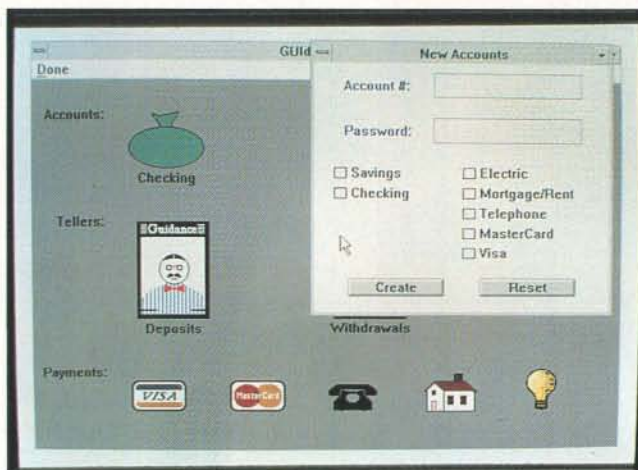 GUId
Done
Accounts:
Checking
Tellers:
Guidance
Deposits
Withdrawals
Payments:
VISA
MasterCard
New Accounts
Account #:
Password:
Savings
Checking
Electric
Mortgage/Rent
Telephone
MasterCard
Visa
Create
Reset